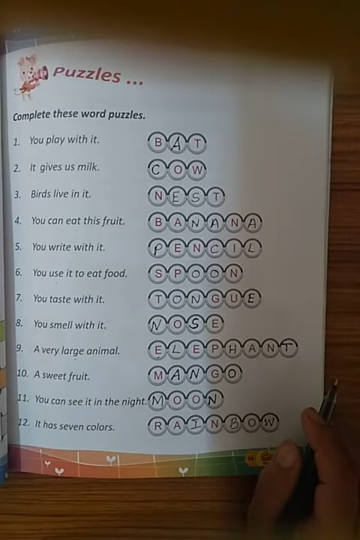 Puzzles ...
Complete these word puzzles.
1. You play with it. BAT
2. It gives us milk. COW
3. Birds live in it. NEST
4. You can eat this fruit. BANANA
5. You write with it. PENCIL
6. You use it to eat food. SPOON
7. You taste with it. TONGUE
8. You smell with it. NOSE
9. A very large animal. ELEPHANT
10. A sweet fruit. MANGO
11. You can see it in the night. MOON
12. It has seven colors. RAINBOW